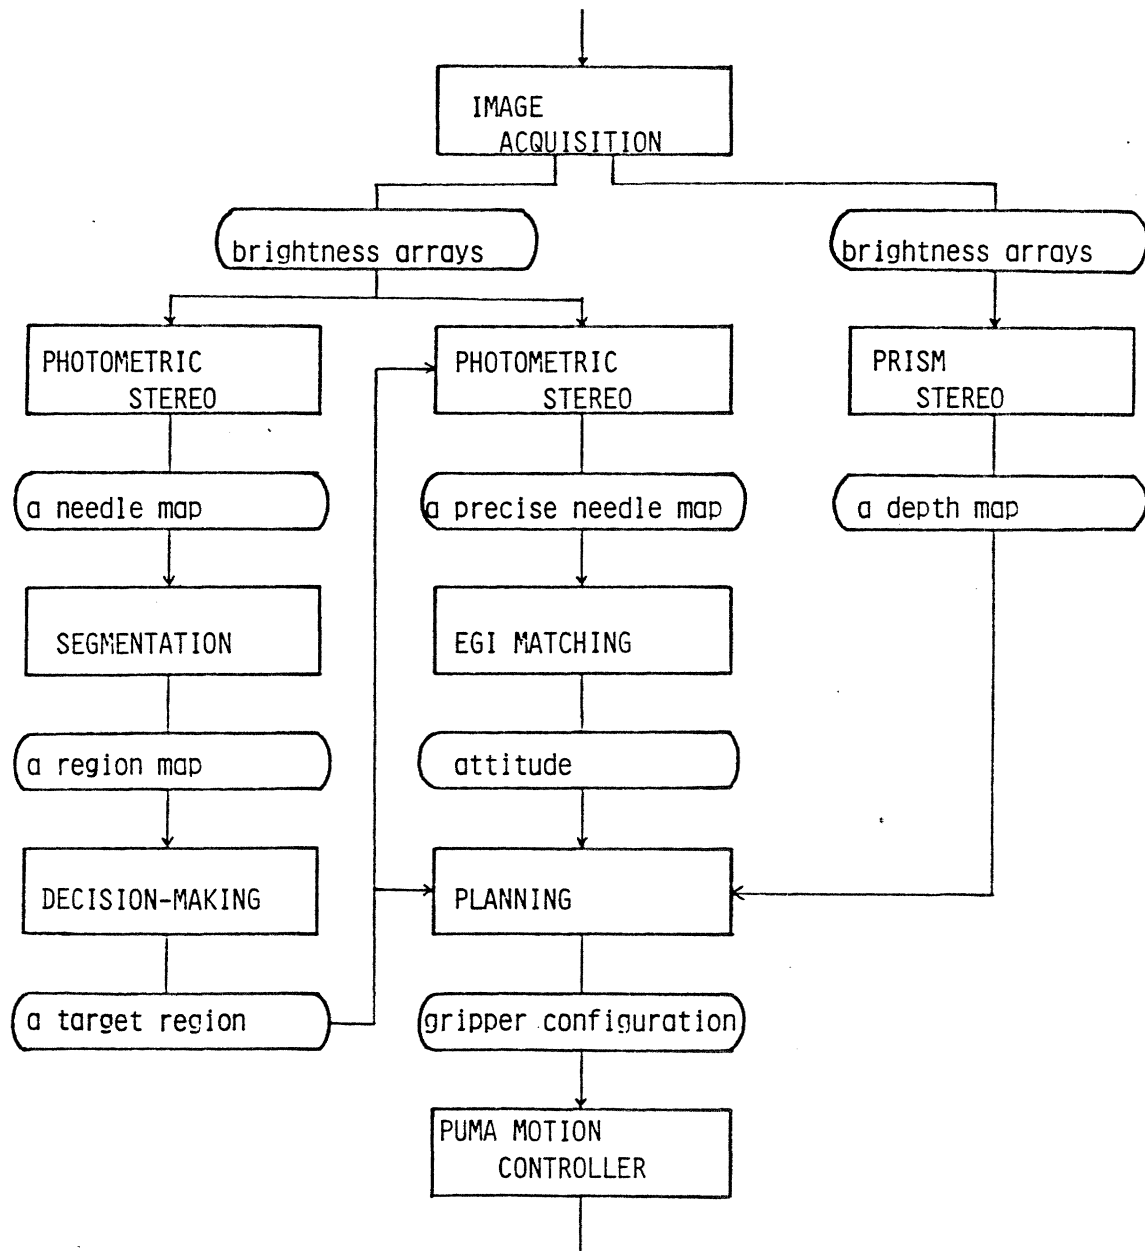 IMAGE
ACQUISITION
brightness arrays
brightness arrays
PHOTOMETRIC
STEREO
PHOTOMETRIC
STEREO
PRISM
STEREO
a needle map
a precise needle map
a depth map
SEGMENTATION
EGI MATCHING
a region map
attitude
DECISION-MAKING
PLANNING
a target region
gripper configuration
PUMA MOTION
CONTROLLER